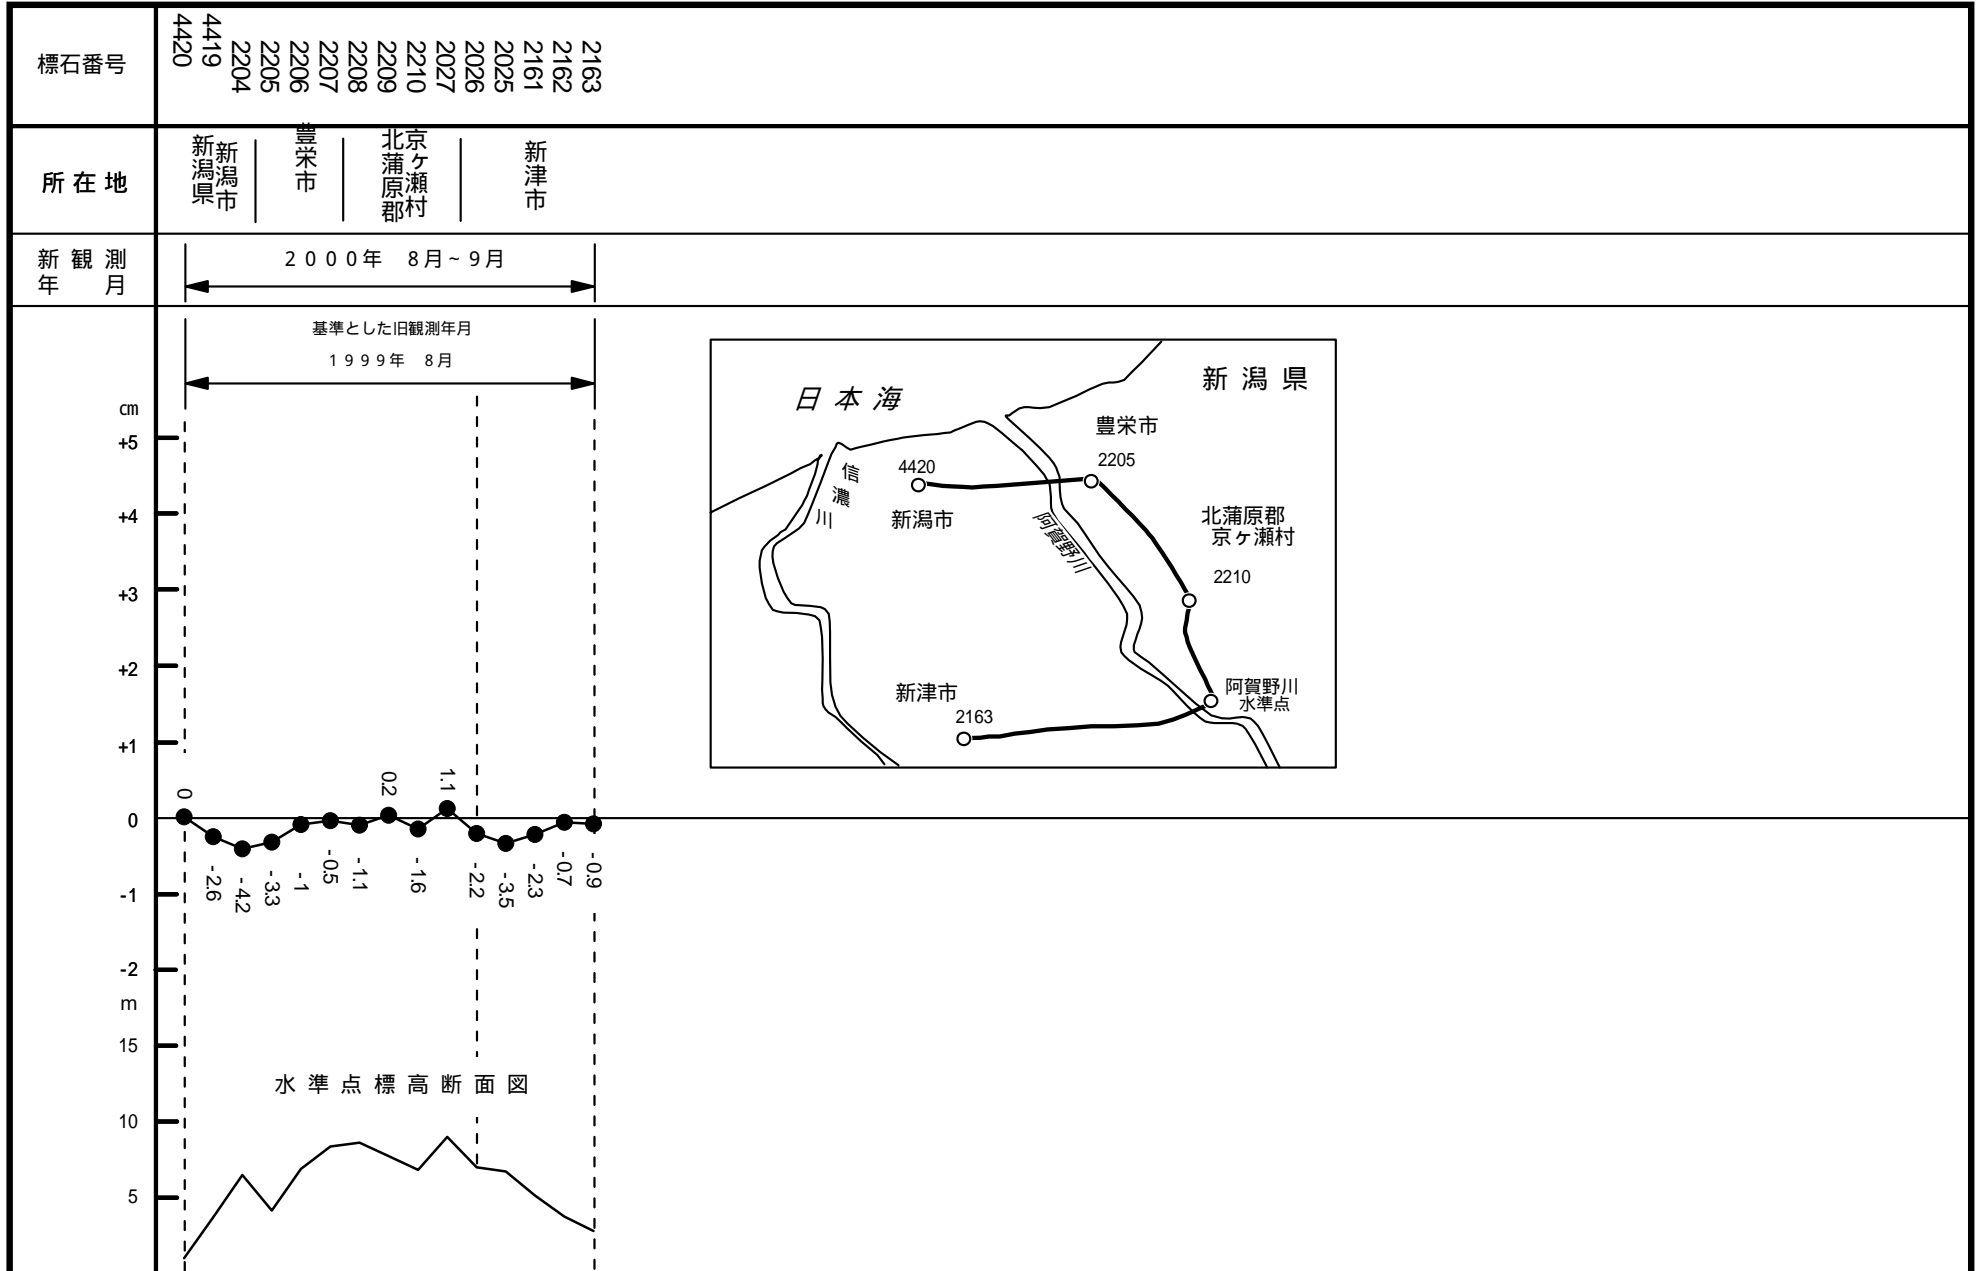 標石番号
4420
4419
2204
2205
2206
2207
2208
2209
2210
2027
2026
2025
2161
2162
2163
所在地
新潟県
新潟市
豊栄市
北蒲原郡
京ヶ瀬村
新津市
新観測
年 月
2000年 8月~9月
基準とした旧観測年月
1999年 8月
cm
+5
+4
+3
+2
+1
0
-1
-2
m
15
10
5
0
-2.6
-4.2
-3.3
-1
-0.5
-1.1
0.2
-1.6
1.1
-2.2
-3.5
-2.3
-0.7
-0.9
水準点標高断面図
日本海
新潟県
豊栄市
2205
信濃川
4420
新潟市
阿賀野川
北蒲原郡
京ヶ瀬村
2210
新津市
2163
阿賀野川
水準点